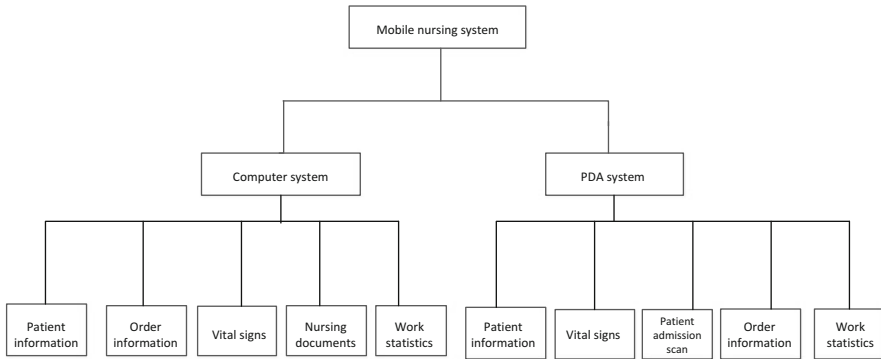 Mobile nursing system
Computer system
PDA system
Patient
information
Order
information
Vital signs
Nursing
documents
Work
statistics
Patient
information
Vital signs
Patient
admission
scan
Order
information
Work
statistics